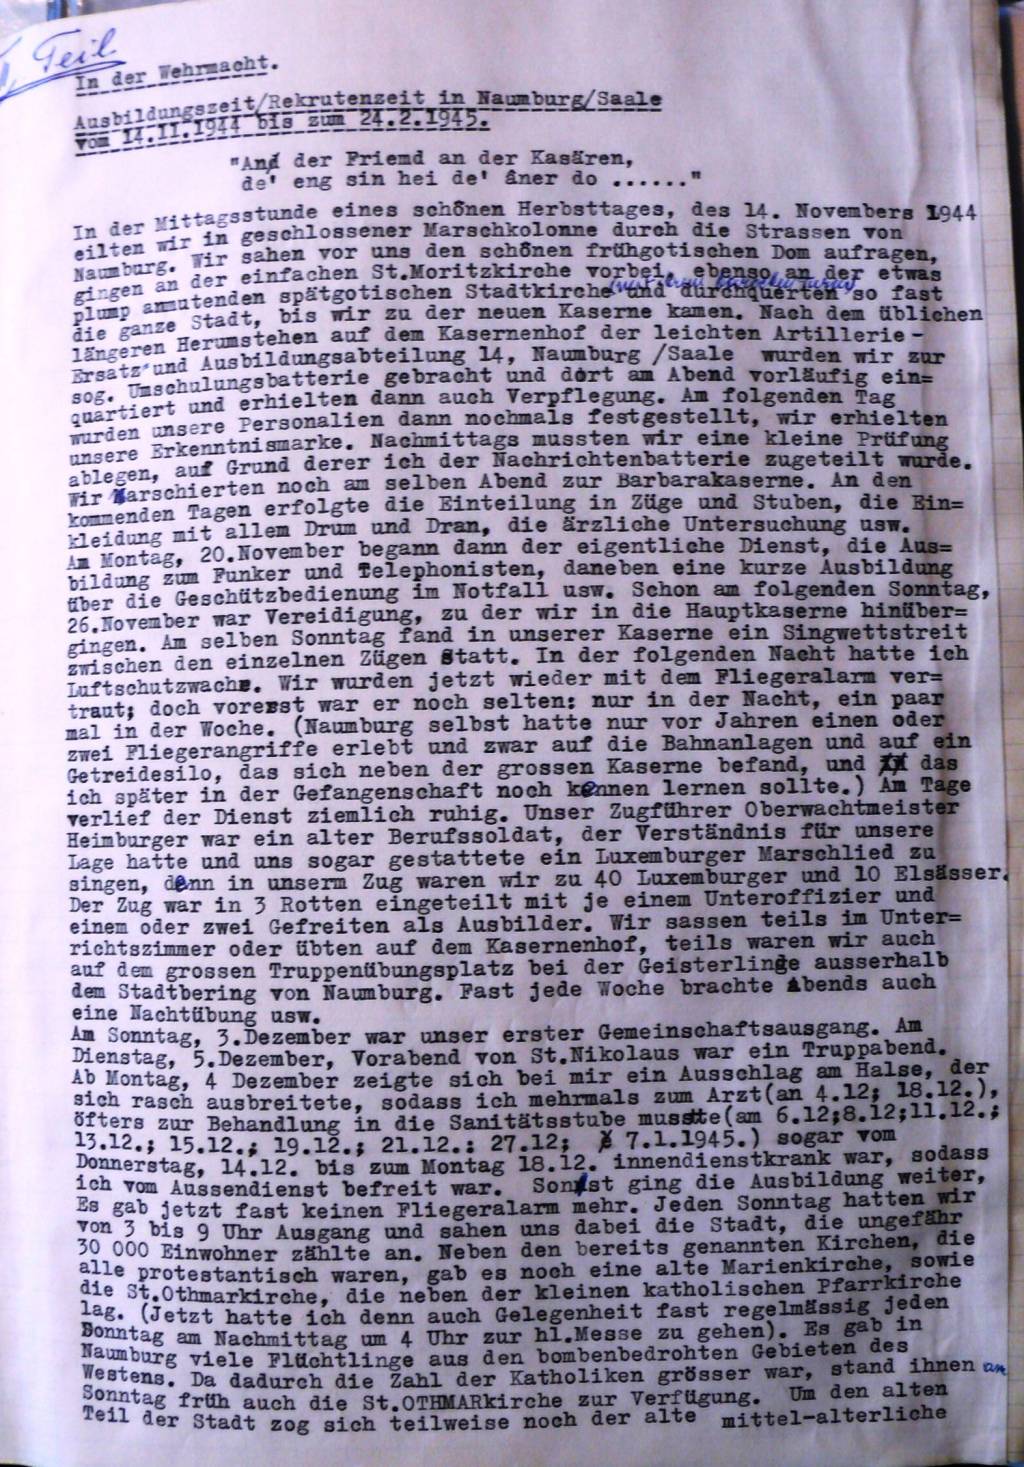 Teil
In der Wehrmacht.
Ausbildungszeit/Rekrutenzeit in Naumburg/Saale
vom 14.11.1944 bis zum 24.2.1945.
"And der Friemd an der Kasären,
de' eng sin hei de' âner do ......"
In der Mittagsstunde eines schönen Herbsttages, des 14. Novembers 1944
eilten wir in geschlossener Marschkolonne durch die Strassen von
Naumburg. Wir sahen vor uns den schönen frühgotischen Dom aufragen,
gingen an der einfachen St.Moritzkirche vorbei, ebenso an der etwas
plump anmutenden spätgotischen Stadtkirche (mit barocken und durchquerten so fast
die ganze Stadt, bis wir zu der neuen Kaserne kamen. Nach dem üblichen
längeren Herumstehen auf dem Kasernenhof der leichten Artillerie-
Ersatz und Ausbildungsabteilung 14, Naumburg /Saale wurden wir zur
sog. Umschulungsbatterie gebracht und dort am Abend vorläufig ein=
quartiert und erhielten dann auch Verpflegung. Am folgenden Tag
wurden unsere Personalien dann nochmals festgestellt, wir erhielten
unsere Erkenntnismarke. Nachmittags mussten wir eine kleine Prüfung
ablegen, auf Grund derer ich der Nachrichtenbatterie zugeteilt wurde.
Wir Marschierten noch am selben Abend zur Barbarakaserne. An den
kommenden Tagen erfolgte die Einteilung in Züge und Stuben, die Ein=
kleidung mit allem Drum und Dran, die ärzliche Untersuchung usw.
Am Montag, 20.November begann dann der eigentliche Dienst, die Aus=
bildung zum Funker und Telephonisten, daneben eine kurze Ausbildung
über die Geschützbedienung im Notfall usw. Schon am folgenden Sonntag,
26.November war Vereidigung, zu der wir in die Hauptkaserne hinüber=
gingen. Am selben Sonntag fand in unserer Kaserne ein Singwettstreit
zwischen den einzelnen Zügen Statt. In der folgenden Nacht hatte ich
Luftschutzwache. Wir wurden jetzt wieder mit dem Fliegeralarm ver=
traut; doch vorerst war er noch selten: nur in der Nacht, ein paar
mal in der Woche. (Naumburg selbst hatte nur vor Jahren einen oder
zwei Fliegerangriffe erlebt und zwar auf die Bahnanlagen und auf ein
Getreidesilo, das sich neben der grossen Kaserne befand, und das
ich später in der Gefangenschaft noch kennen lernen sollte.) Am Tage
verlief der Dienst ziemlich ruhig. Unser Zugführer Oberwachtmeister
Heimburger war ein alter Berufssoldat, der Verständnis für unsere
Lage hatte und uns sogar gestattete ein Luxemburger Marschlied zu
singen, denn in unserm Zug waren wir zu 40 Luxemburger und 10 Elsässer.
Der Zug war in 3 Rotten eingeteilt mit je einem Unteroffizier und
einem oder zwei Gefreiten als Ausbilder. Wir sassen teils im Unter=
richtszimmer oder übten auf dem Kasernenhof, teils waren wir auch
auf dem grossen Truppenübungsplatz bei der Geisterlinde ausserhalb
dem Stadtbering von Naumburg. Fast jede Woche brachte Abends auch
eine Nachtübung usw.
Am Sonntag, 3.Dezember war unser erster Gemeinschaftsausgang. Am
Dienstag, 5.Dezember, Vorabend von St.Nikolaus war ein Truppabend.
Ab Montag, 4 Dezember zeigte sich bei mir ein Ausschlag am Halse, der
sich rasch ausbreitete, sodass ich mehrmals zum Arzt(an 4.12; 18.12.),
öfters zur Behandlung in die Sanitätsstube musste(am 6.12;8.12;11.12.;
13.12.; 15.12.; 19.12.; 21.12.: 27.12; 7.1.1945.) sogar vom
Donnerstag, 14.12. bis zum Montag 18.12. innendienstkrank war, sodass
ich vom Aussendienst befreit war. Sonst ging die Ausbildung weiter,
Es gab jetzt fast keinen Fliegeralarm mehr. Jeden Sonntag hatten wir
von 3 bis 9 Uhr Ausgang und sahen uns dabei die Stadt, die ungefähr
30 000 Einwohner zählte an. Neben den bereits genannten Kirchen, die
alle protestantisch waren, gab es noch eine alte Marienkirche, sowie
die St.Othmarkirche, die neben der kleinen katholischen Pfarrkirche
lag. (Jetzt hatte ich denn auch Gelegenheit fast regelmässig jeden
Sonntag am Nachmittag um 4 Uhr zur hl.Messe zu gehen). Es gab in
Naumburg viele Flüchtlinge aus den bombenbedrohten Gebieten des
Westens. Da dadurch die Zahl der Katholiken grösser war, stand ihnen am
Sonntag früh auch die St.OTHMARkirche zur Verfügung. Um den alten
Teil der Stadt zog sich teilweise noch der alte mittel-alterliche